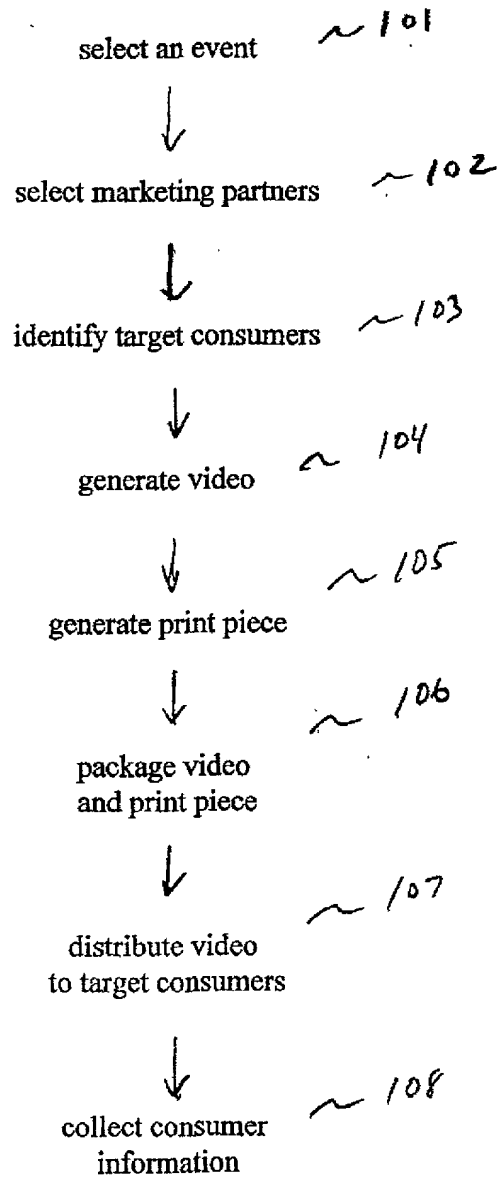 select an event ~ 101
select marketing partners ~ 102
identify target consumers ~ 103
generate video ~ 104
generate print piece ~ 105
package video ~ 106
and print piece
distribute video ~ 107
to target consumers
collect consumer ~ 108
information